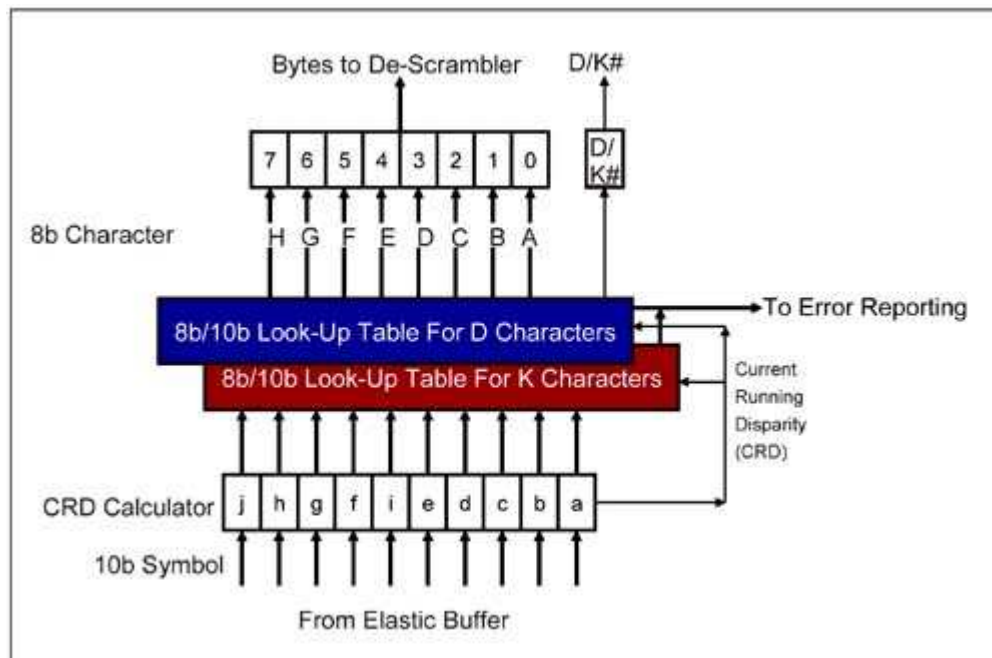 Bytes to De-Scrambler
D/K#
7 6 5 4 3 2 1 0
D/
K#
8b Character
H G F E D C B A
To Error Reporting
8b/10b Look-Up Table For D Characters
8b/10b Look-Up Table For K Characters
Current
Running
Disparity
(CRD)
CRD Calculator
j h g f i e d c b a
10b Symbol
From Elastic Buffer